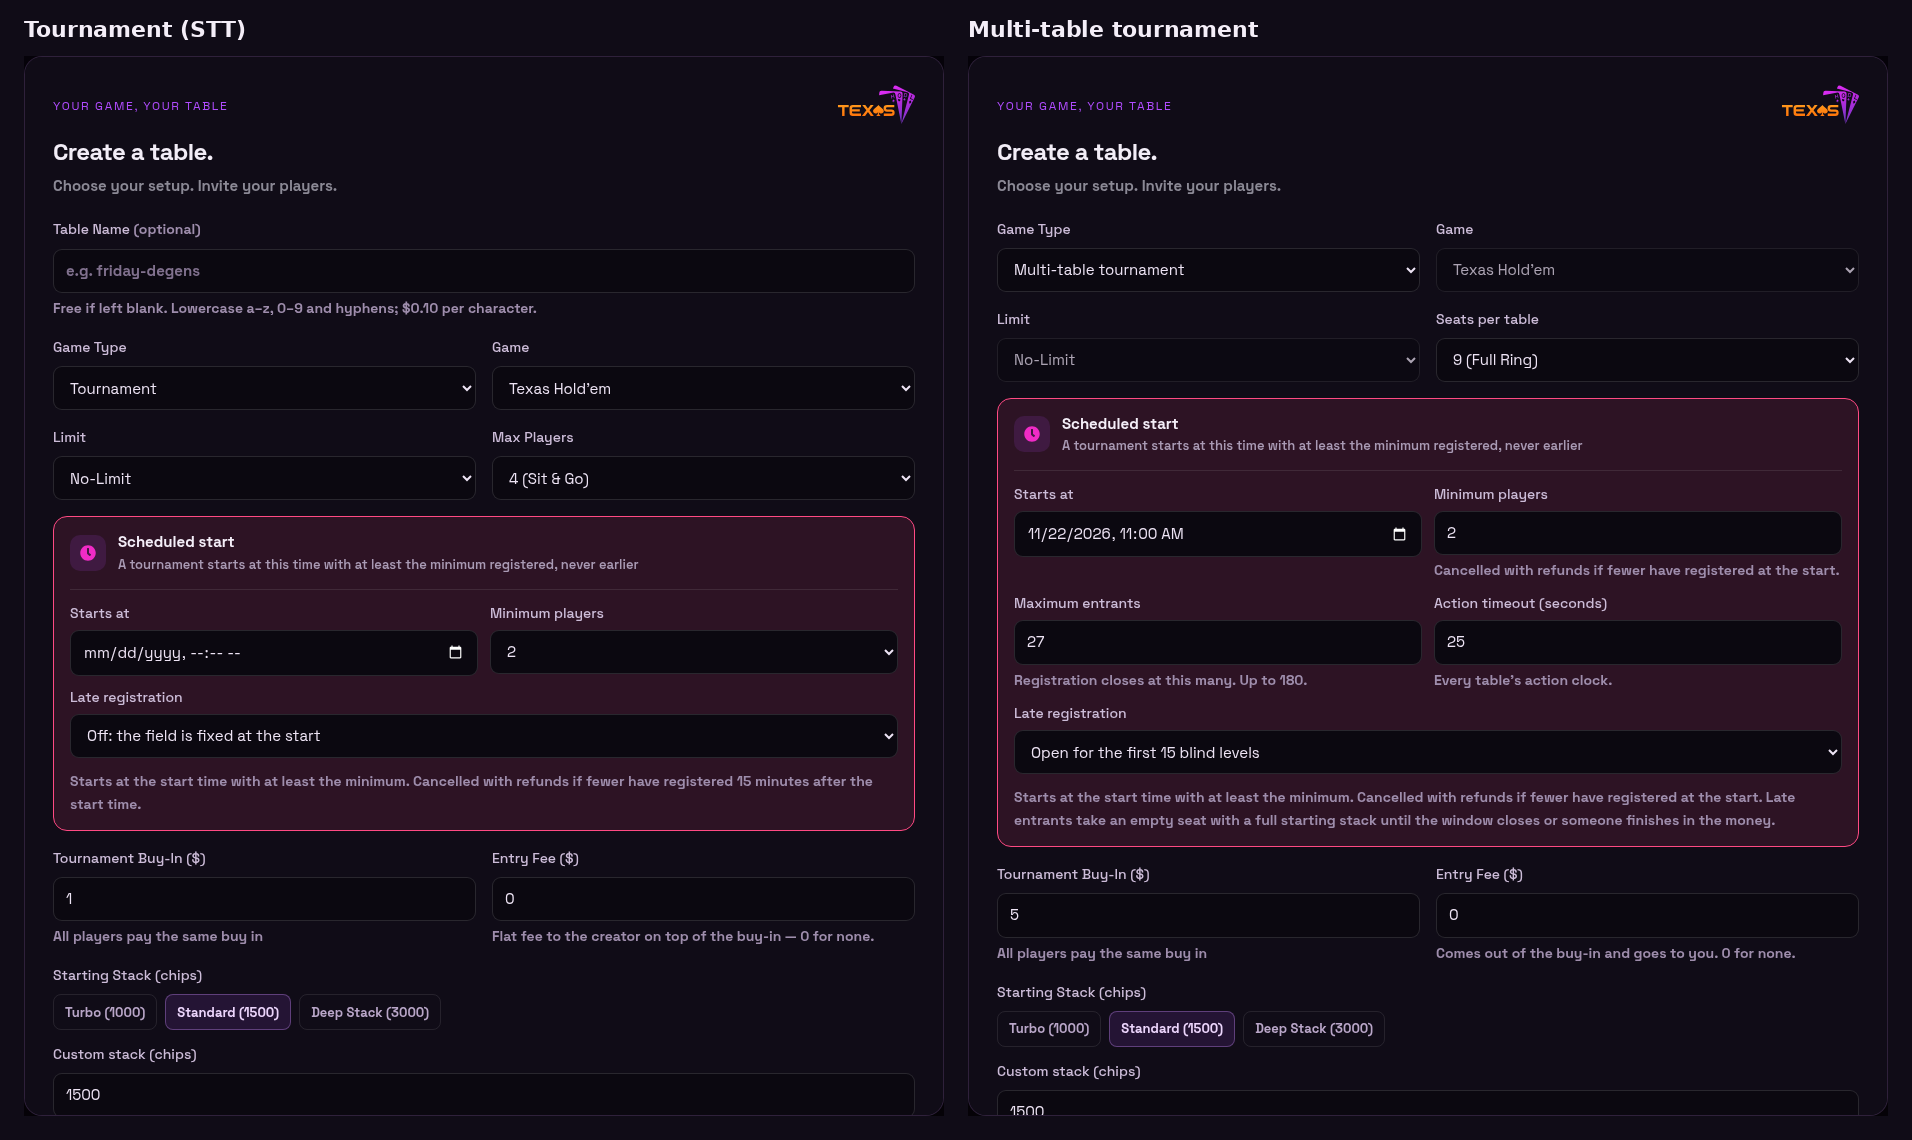 Tournament (STT)
YOUR GAME, YOUR TABLE
TEXAS
Create a table.
Choose your setup. Invite your players.
Table Name (optional)
e.g. friday-degens
Free if left blank. Lowercase a–z, 0–9 and hyphens; $0.10 per character.
Game Type
Game
Tournament
Texas Hold'em
Limit
Max Players
No-Limit
4 (Sit & Go)
Scheduled start
A tournament starts at this time with at least the minimum registered, never earlier
Starts at
Minimum players
mm/dd/yyyy, --:-- --
2
Late registration
Off: the field is fixed at the start
Starts at the start time with at least the minimum. Cancelled with refunds if fewer have registered 15 minutes after the
start time.
Tournament Buy-In ($)
Entry Fee ($)
1
0
All players pay the same buy in
Flat fee to the creator on top of the buy-in — 0 for none.
Starting Stack (chips)
Turbo (1000)
Standard (1500)
Deep Stack (3000)
Custom stack (chips)
1500
Multi-table tournament
YOUR GAME, YOUR TABLE
TEXAS
Create a table.
Choose your setup. Invite your players.
Game Type
Game
Multi-table tournament
Texas Hold'em
Limit
Seats per table
No-Limit
9 (Full Ring)
Scheduled start
A tournament starts at this time with at least the minimum registered, never earlier
Starts at
Minimum players
11/22/2026, 11:00 AM
2
Cancelled with refunds if fewer have registered at the start.
Maximum entrants
Action timeout (seconds)
27
25
Registration closes at this many. Up to 180.
Every table's action clock.
Late registration
Open for the first 15 blind levels
Starts at the start time with at least the minimum. Cancelled with refunds if fewer have registered at the start. Late
entrants take an empty seat with a full starting stack until the window closes or someone finishes in the money.
Tournament Buy-In ($)
Entry Fee ($)
5
0
All players pay the same buy in
Comes out of the buy-in and goes to you. 0 for none.
Starting Stack (chips)
Turbo (1000)
Standard (1500)
Deep Stack (3000)
Custom stack (chips)
1500